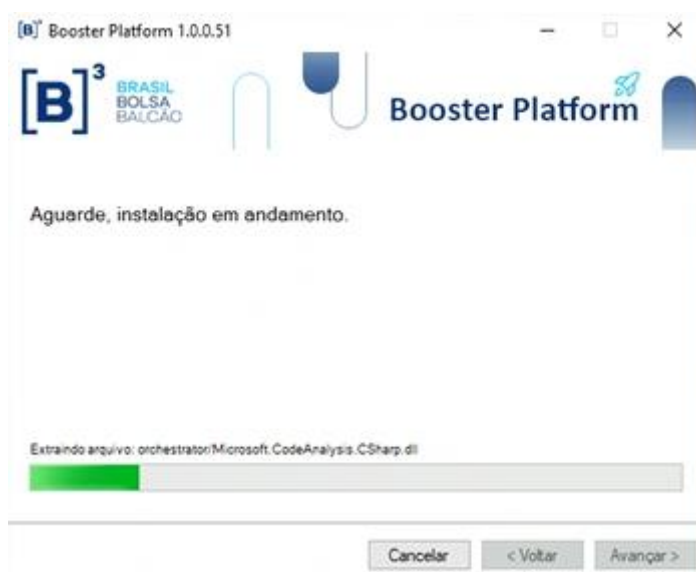 [B]³ Booster Platform 1.0.0.51
[B]³ BRASIL
BOLSA
BALCÃO
Booster Platform
Aguarde, instalação em andamento.
Extraindo arquivo: orchestrator/Microsoft.CodeAnalysis.CSharp.dll
Cancelar
< Voltar
Avançar >